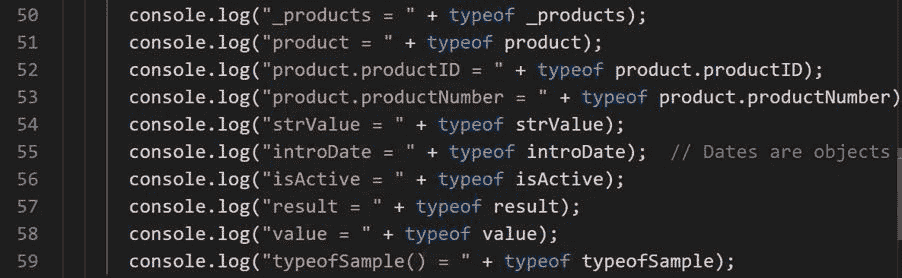 50 console.log("_products = " + typeof _products);
51 console.log("product = " + typeof product);
52 console.log("product.productID = " + typeof product.productID);
53 console.log("product.productNumber = " + typeof product.productNumber)
54 console.log("strValue = " + typeof strValue);
55 console.log("introDate = " + typeof introDate);  // Dates are objects
56 console.log("isActive = " + typeof isActive);
57 console.log("result = " + typeof result);
58 console.log("value = " + typeof value);
59 console.log("typeofSample() = " + typeof typeofSample);